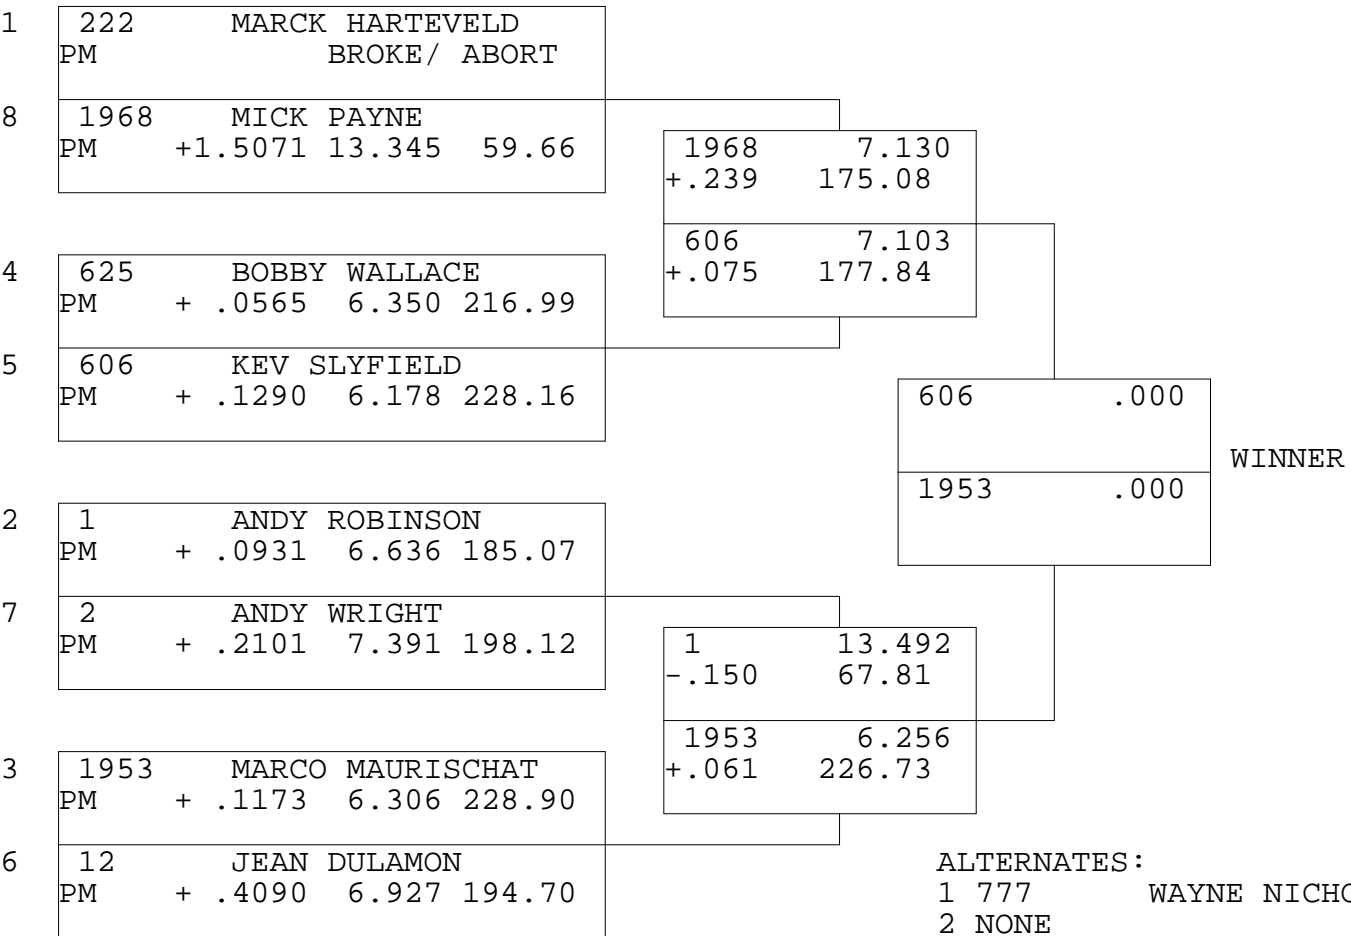 1 222 MARCK HARTEVELD
PM BROKE/ ABORT
8 1968 MICK PAYNE
PM +1.5071 13.345 59.66
1968 7.130
+.239 175.08
606 7.103
+.075 177.84
4 625 BOBBY WALLACE
PM + .0565 6.350 216.99
5 606 KEV SLYFIELD
PM + .1290 6.178 228.16
606 .000
WINNER
1953 .000
2 1 ANDY ROBINSON
PM + .0931 6.636 185.07
7 2 ANDY WRIGHT
PM + .2101 7.391 198.12
1 13.492
-.150 67.81
1953 6.256
+.061 226.73
3 1953 MARCO MAURISCHAT
PM + .1173 6.306 228.90
6 12 JEAN DULAMON
PM + .4090 6.927 194.70
ALTERNATES:
1 777 WAYNE
2 NONE